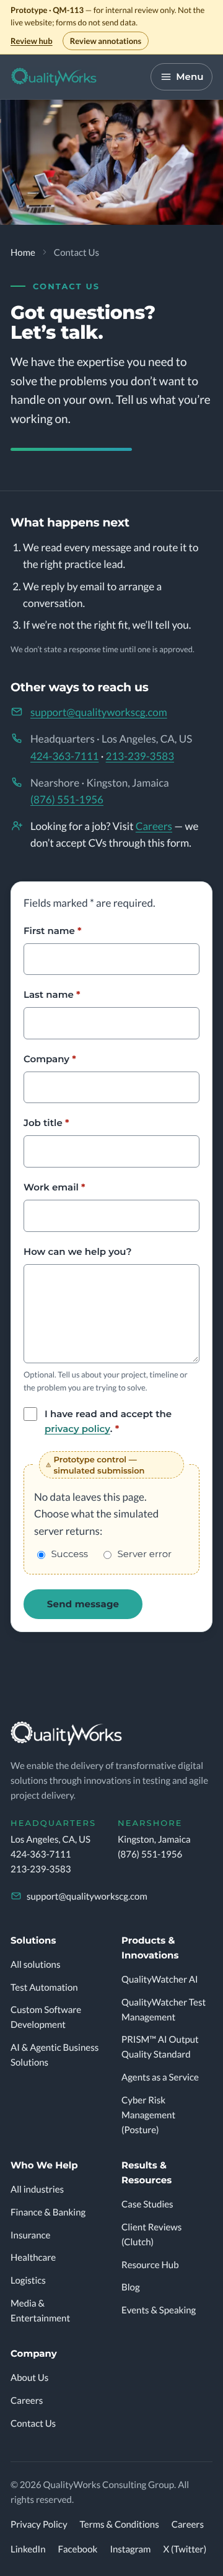 Prototype · QM-113 — for internal review only. Not the
live website; forms do not send data.
Review hub
Review annotations
QualityWorks
Menu
Home
Contact Us
CONTACT US
Got questions?
Let’s talk.
We have the expertise you need to
solve the problems you don’t want to
handle on your own. Tell us what you’re
working on.
What happens next
1. We read every message and route it to
the right practice lead.
2. We reply by email to arrange a
conversation.
3. If we’re not the right fit, we’ll tell you.
We don’t state a response time until one is approved.
Other ways to reach us
support@qualityworkscg.com
Headquarters · Los Angeles, CA, US
424-363-7111 · 213-239-3583
Nearshore · Kingston, Jamaica
(876) 551-1956
Looking for a job? Visit Careers — we
don’t accept CVs through this form.
Fields marked * are required.
First name *
Last name *
Company *
Job title *
Work email *
How can we help you?
Optional. Tell us about your project, timeline or
the problem you are trying to solve.
I have read and accept the
privacy policy. *
Prototype control —
simulated submission
No data leaves this page.
Choose what the simulated
server returns:
Success
Server error
Send message
QualityWorks
We enable the delivery of transformative digital
solutions through innovations in testing and agile
project delivery.
HEADQUARTERS
Los Angeles, CA, US
424-363-7111
213-239-3583
NEARSHORE
Kingston, Jamaica
(876) 551-1956
support@qualityworkscg.com
Solutions
All solutions
Test Automation
Custom Software
Development
AI & Agentic Business
Solutions
Products &
Innovations
QualityWatcher AI
QualityWorks Test
Management
PRISM™ AI Output
Quality Standard
Agents as a Service
Cyber Risk
Management
(Posture)
Who We Help
All industries
Finance & Banking
Insurance
Healthcare
Logistics
Media &
Entertainment
Results &
Resources
Case Studies
Client Reviews
(Clutch)
Resource Hub
Blog
Events & Speaking
Company
About Us
Careers
Contact Us
© 2026 QualityWorks Consulting Group. All
rights reserved.
Privacy Policy
Terms & Conditions
Careers
LinkedIn
Facebook
Instagram
X (Twitter)